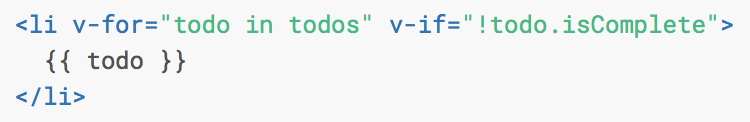 <li v-for="todo in todos" v-if="!todo.isComplete">
  {{ todo }}
</li>